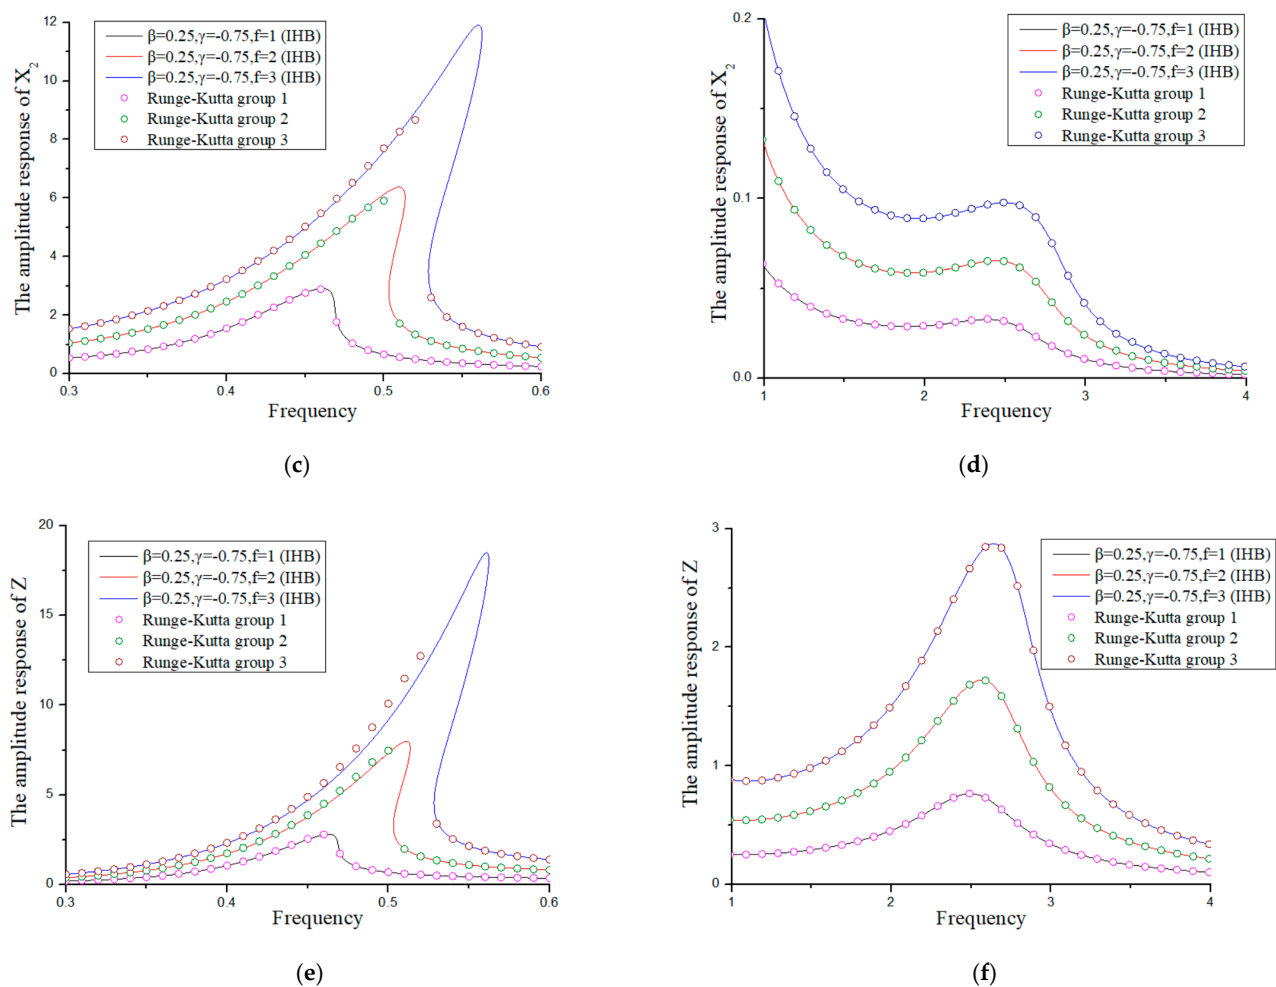 The amplitude response of X2
12
10
8
6
4
2
0
β=0.25,γ=-0.75,f=1 (IHB)
β=0.25,γ=-0.75,f=2 (IHB)
β=0.25,γ=-0.75,f=3 (IHB)
Runge-Kutta group 1
Runge-Kutta group 2
Runge-Kutta group 3
0.3 0.4 0.5 0.6
Frequency
(c)
The amplitude response of X2
0.2
0.1
0.0
β=0.25,γ=-0.75,f=1 (IHB)
β=0.25,γ=-0.75,f=2 (IHB)
β=0.25,γ=-0.75,f=3 (IHB)
Runge-Kutta group 1
Runge-Kutta group 2
Runge-Kutta group 3
1 2 3 4
Frequency
(d)
The amplitude response of Z
20
15
10
5
0
β=0.25,γ=-0.75,f=1 (IHB)
β=0.25,γ=-0.75,f=2 (IHB)
β=0.25,γ=-0.75,f=3 (IHB)
Runge-Kutta group 1
Runge-Kutta group 2
Runge-Kutta group 3
0.3 0.4 0.5 0.6
Frequency
(e)
The amplitude response of Z
3
2
1
0
β=0.25,γ=-0.75,f=1 (IHB)
β=0.25,γ=-0.75,f=2 (IHB)
β=0.25,γ=-0.75,f=3 (IHB)
Runge-Kutta group 1
Runge-Kutta group 2
Runge-Kutta group 3
1 2 3 4
Frequency
(f)